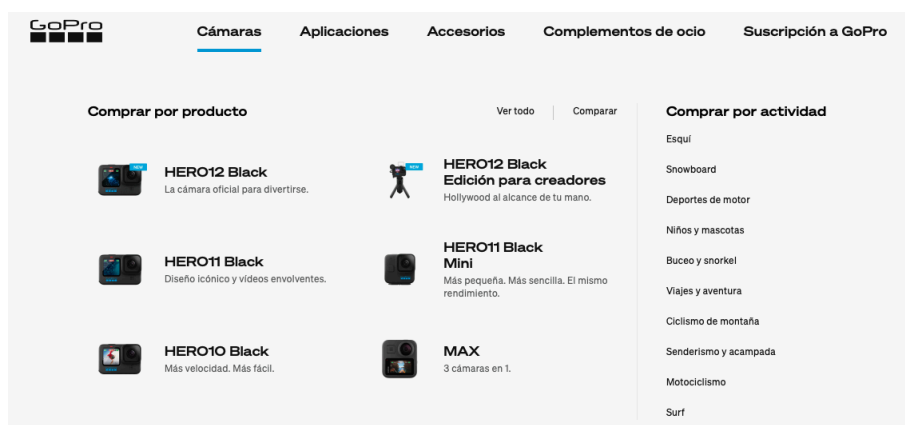 GoPro
Cámaras
Aplicaciones
Accesorios
Complementos de ocio
Suscripción a GoPro
Comprar por producto
Ver todo
Comparar
NEW
HERO12 Black
La cámara oficial para divertirse.
NEW
HERO12 Black
Edición para creadores
Hollywood al alcance de tu mano.
HERO11 Black
Diseño icónico y vídeos envolventes.
HERO11 Black
Mini
Más pequeña. Más sencilla. El mismo
rendimiento.
HERO10 Black
Más velocidad. Más fácil.
MAX
3 cámaras en 1.
Comprar por actividad
Esquí
Snowboard
Deportes de motor
Niños y mascotas
Buceo y snorkel
Viajes y aventura
Ciclismo de montaña
Senderismo y acampada
Motociclismo
Surf